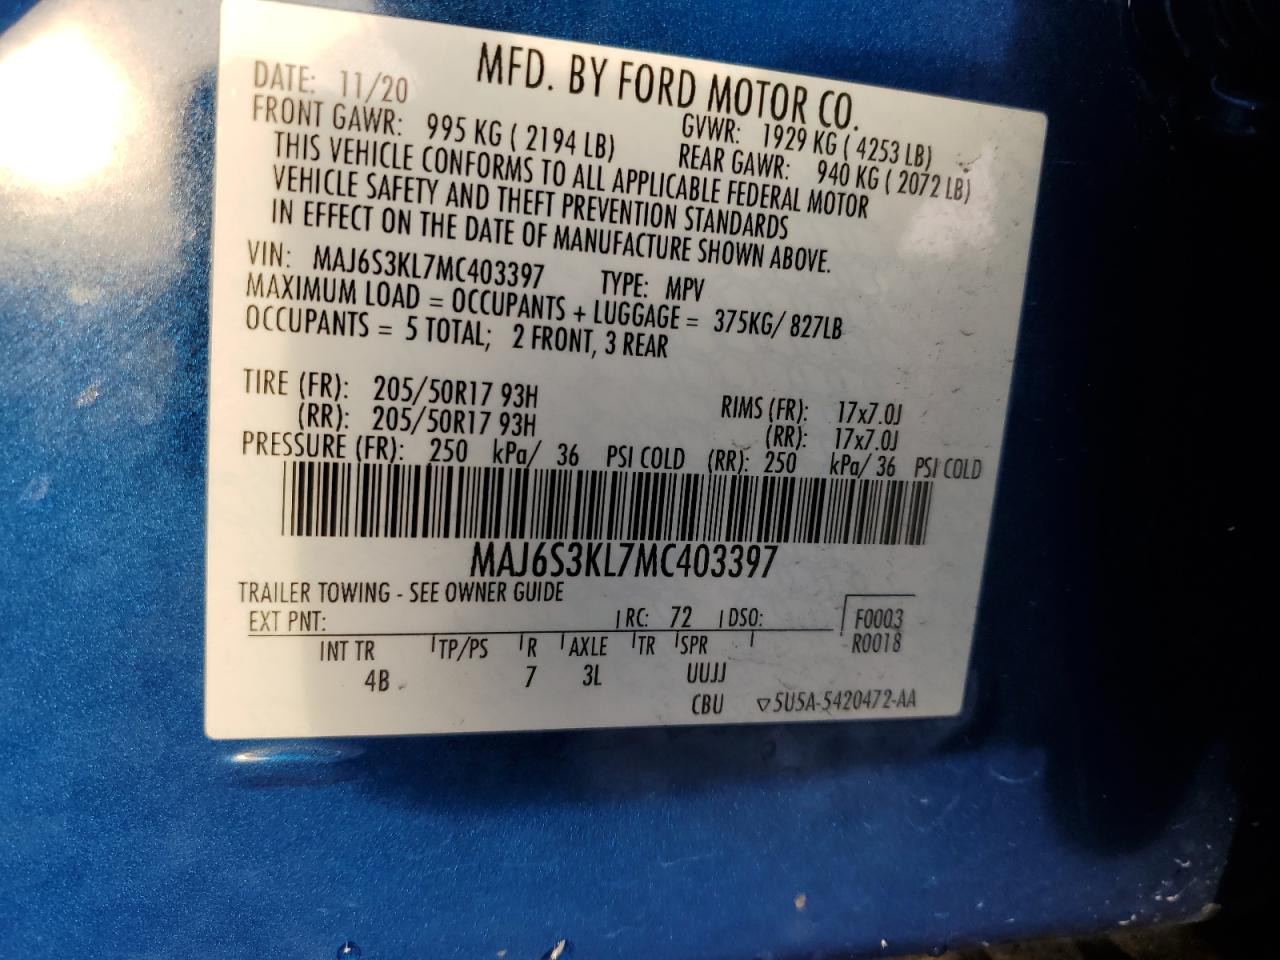 MFD. BY FORD MOTOR CO.
DATE: 11/20 GVWR: 1929 KG ( 4253 LB)
FRONT GAWR: 995 KG ( 2194 LB) REAR GAWR: 940 KG ( 2072 LB)
THIS VEHICLE CONFORMS TO ALL APPLICABLE FEDERAL MOTOR
VEHICLE SAFETY AND THEFT PREVENTION STANDARDS
IN EFFECT ON THE DATE OF MANUFACTURE SHOWN ABOVE.
VIN: MAJ6S3KL7MC403397 TYPE: MPV
MAXIMUM LOAD = OCCUPANTS + LUGGAGE = 375KG/ 827LB
OCCUPANTS = 5 TOTAL; 2 FRONT, 3 REAR
TIRE (FR): 205/50R17 93H RIMS (FR): 17x7.0J
(RR): 205/50R17 93H (RR): 17x7.0J
PRESSURE (FR): 250 kPa/ 36 PSI COLD (RR): 250 kPa/ 36 PSI COLD
MAJ6S3KL7MC403397
TRAILER TOWING - SEE OWNER GUIDE
EXT PNT: RC: 72 DSO: F0003
R0018
INT TR TP/PS R AXLE TR SPR
4B 7 3L UUJJ
CBU ▽5U5A-5420472-AA